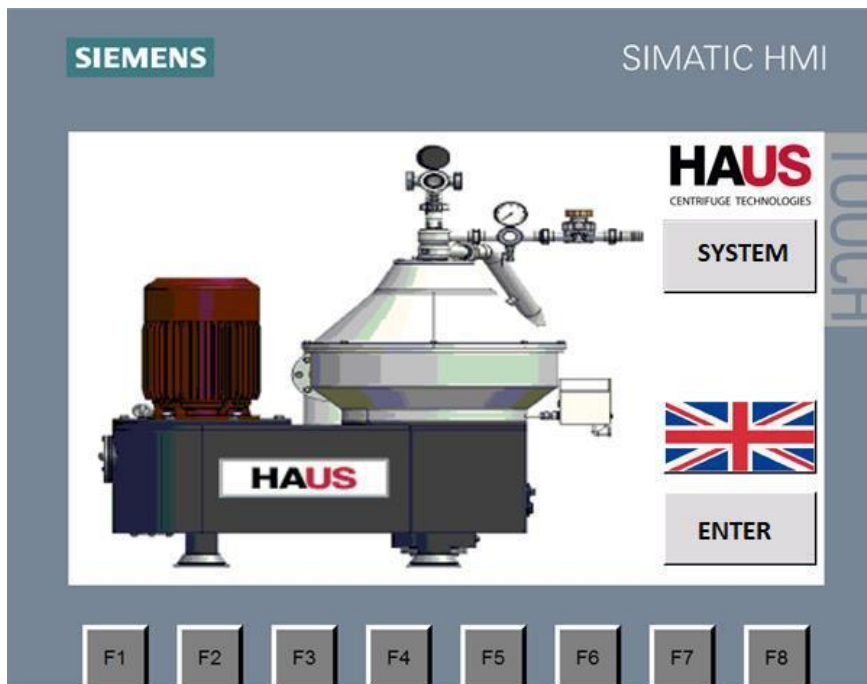 SIEMENS
SIMATIC HMI
HAUS
CENTRIFUGE TECHNOLOGIES
TOUCH
SYSTEM
HAUS
ENTER
F1 F2 F3 F4 F5 F6 F7 F8